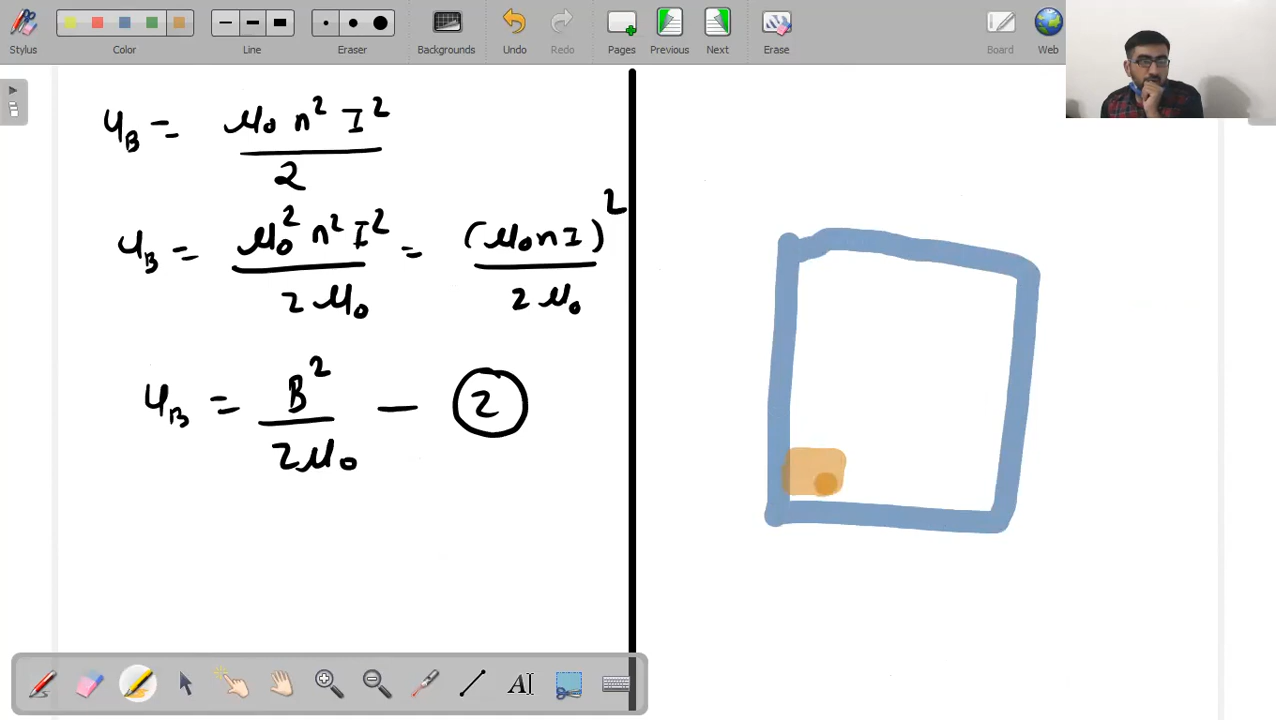 Stylus Color Line Eraser Backgrounds Undo Redo Pages Previous Next Erase Board Web
u_B = μ₀ n² I² / 2
u_B = μ₀² n² I² / 2μ₀ = (μ₀nI)² / 2μ₀
u_B = B² / 2μ₀ — ②